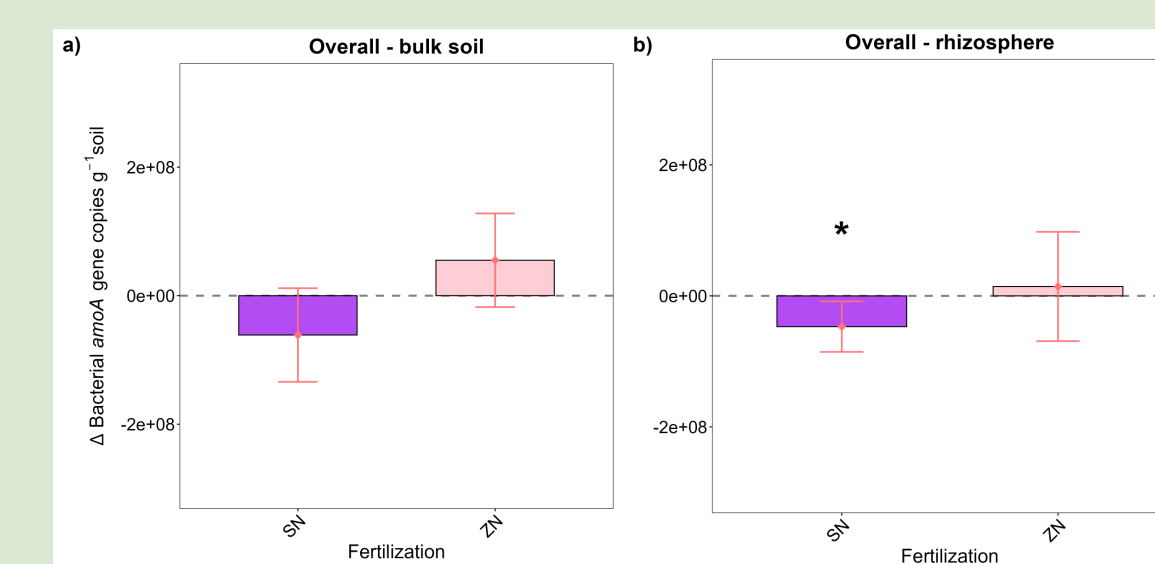 a)
Overall - bulk soil
Δ Bacterial amoA gene copies g⁻¹soil
2e+08
0e+00
-2e+08
SN
ZN
Fertilization
b)
Overall - rhizosphere
2e+08
0e+00
-2e+08
*
SN
ZN
Fertilization